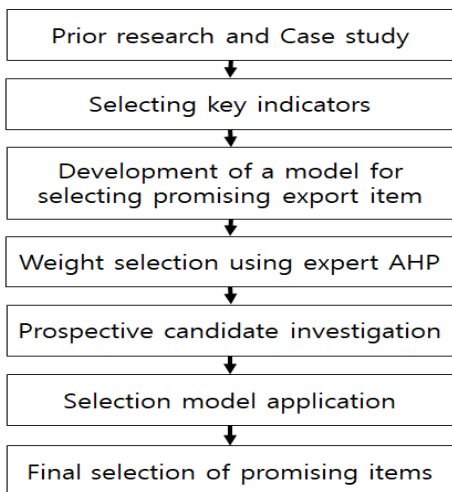 Prior research and Case study
Selecting key indicators
Development of a model for
selecting promising export item
Weight selection using expert AHP
Prospective candidate investigation
Selection model application
Final selection of promising items